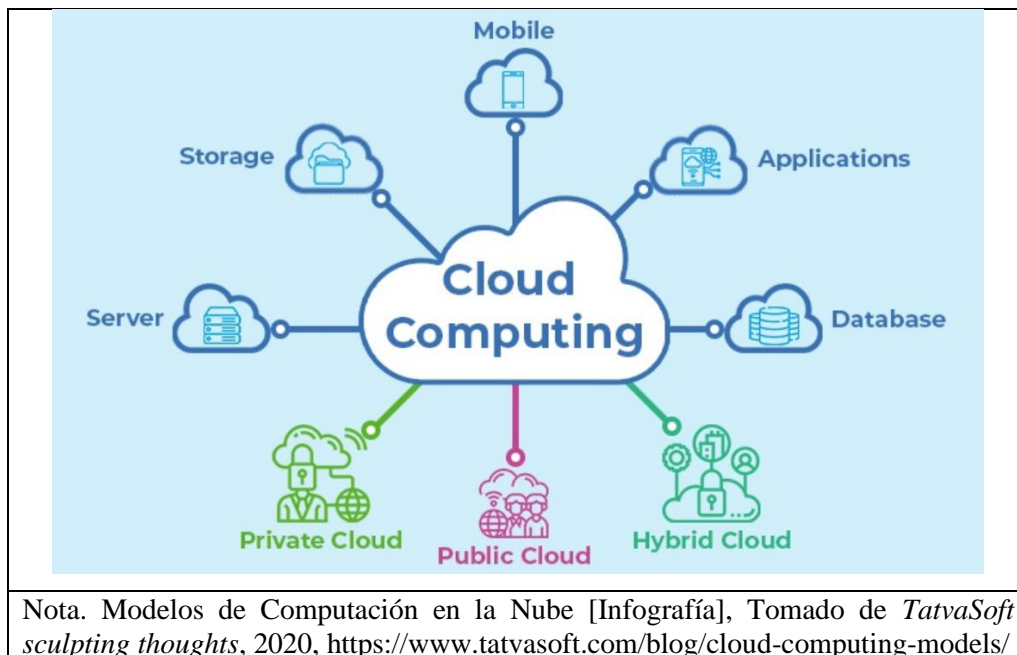 Mobile
Storage
Applications
Cloud
Computing
Server
Database
Private Cloud
Public Cloud
Hybrid Cloud
Nota. Modelos de Computación en la Nube [Infografía], Tomado de TatvaSoft
sculpting thoughts, 2020, https://www.tatvasoft.com/blog/cloud-computing-models/